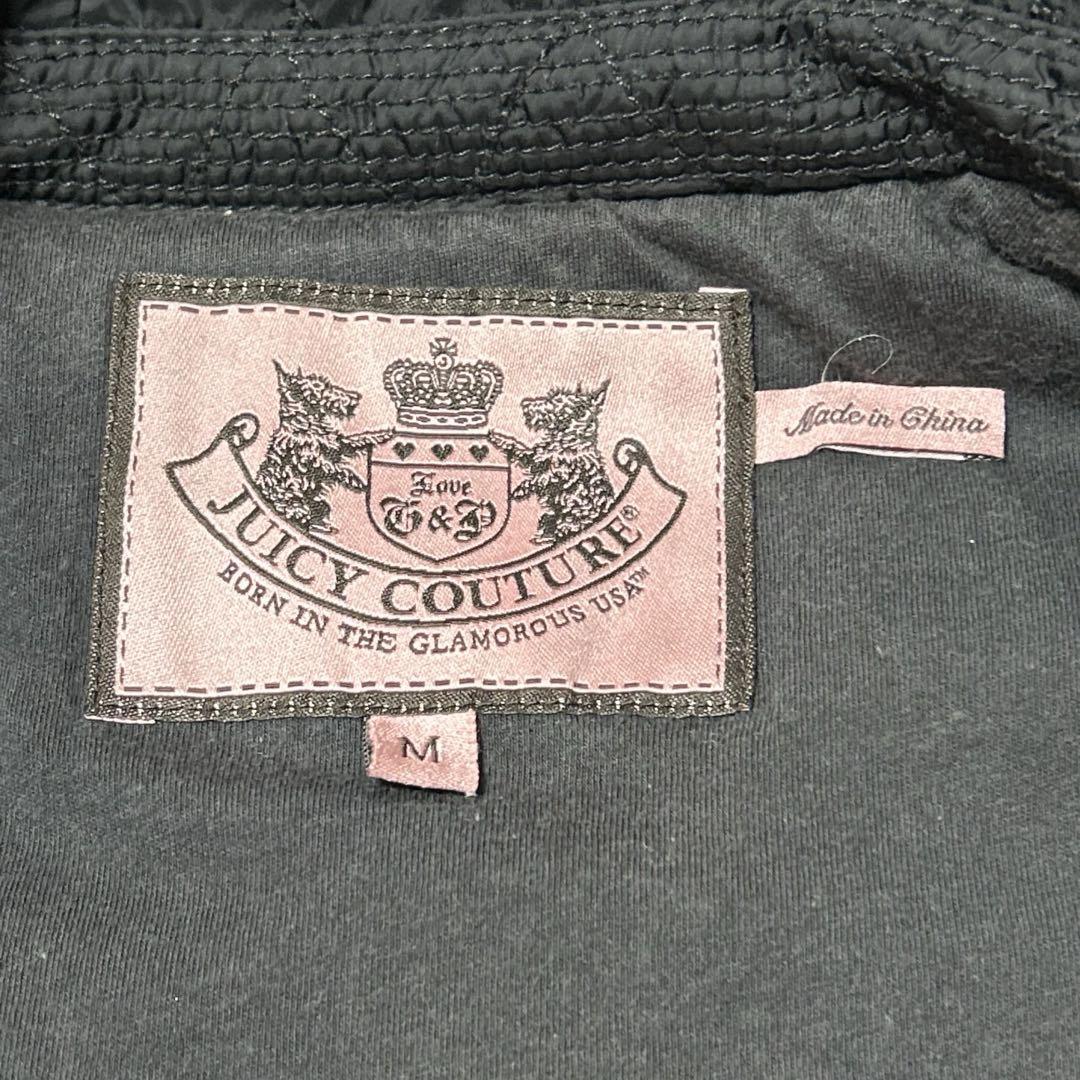 Love
G&P
JUICY COUTURE®
BORN IN THE GLAMOROUS USA™
Made in China
M